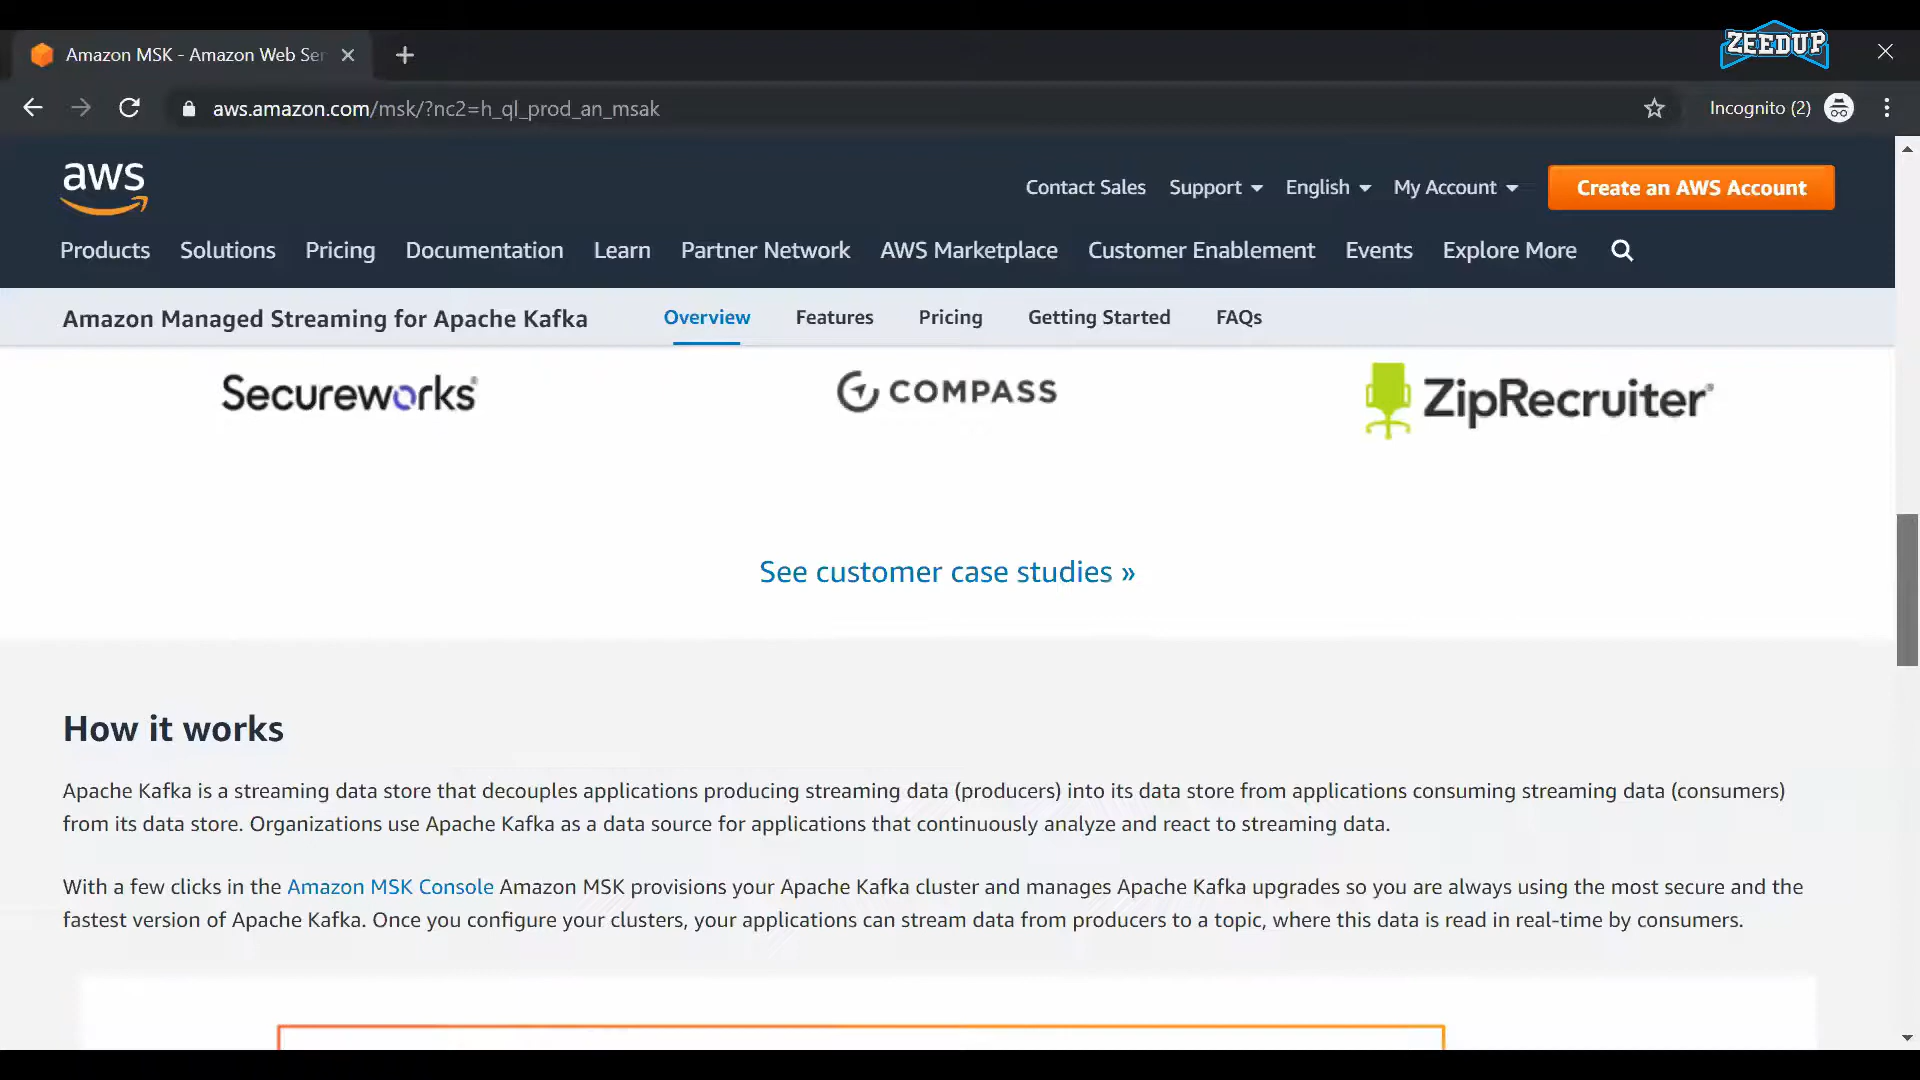 Amazon MSK - Amazon Web Ser
ZEEDUP
aws.amazon.com/msk/?nc2=h_ql_prod_an_msak
Incognito (2)
aws
Contact Sales Support English My Account Create an AWS Account
Products Solutions Pricing Documentation Learn Partner Network AWS Marketplace Customer Enablement Events Explore More
Amazon Managed Streaming for Apache Kafka Overview Features Pricing Getting Started FAQs
Secureworks® COMPASS ZipRecruiter®
See customer case studies »
How it works
Apache Kafka is a streaming data store that decouples applications producing streaming data (producers) into its data store from applications consuming streaming data (consumers)
from its data store. Organizations use Apache Kafka as a data source for applications that continuously analyze and react to streaming data.
With a few clicks in the Amazon MSK Console Amazon MSK provisions your Apache Kafka cluster and manages Apache Kafka upgrades so you are always using the most secure and the
fastest version of Apache Kafka. Once you configure your clusters, your applications can stream data from producers to a topic, where this data is read in real-time by consumers.